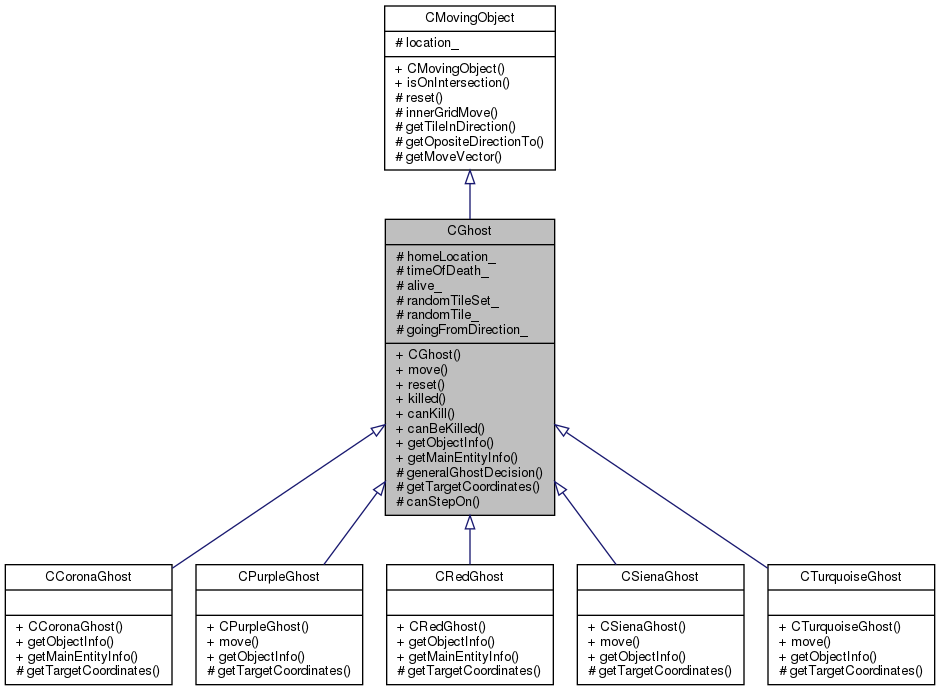 CMovingObject
# location_
+ CMovingObject()
+ isOnIntersection()
# reset()
# innerGridMove()
# getTileInDirection()
# getOpositeDirectionTo()
# getMoveVector()
CGhost
# homeLocation_
# timeOfDeath_
# alive_
# randomTileSet_
# randomTile_
# goingFromDirection_
+ CGhost()
+ move()
+ reset()
+ killed()
+ canKill()
+ canBeKilled()
+ getObjectInfo()
+ getMainEntityInfo()
# generalGhostDecision()
# getTargetCoordinates()
# canStepOn()
CCoronaGhost
+ CCoronaGhost()
+ getObjectInfo()
+ getMainEntityInfo()
# getTargetCoordinates()
CPurpleGhost
+ CPurpleGhost()
+ move()
+ getObjectInfo()
# getTargetCoordinates()
CRedGhost
+ CRedGhost()
+ getObjectInfo()
+ getMainEntityInfo()
# getTargetCoordinates()
CSienaGhost
+ CSienaGhost()
+ move()
+ getObjectInfo()
# getTargetCoordinates()
CTurquoiseGhost
+ CTurquoiseGhost()
+ move()
+ getObjectInfo()
# getTargetCoordinates()